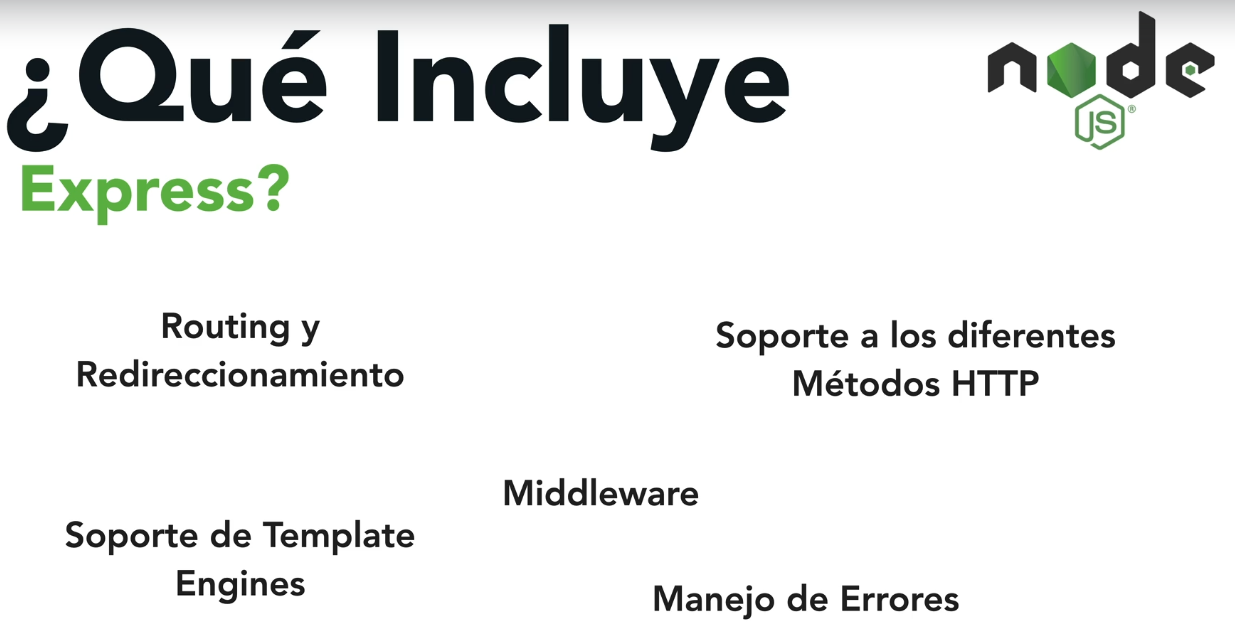 ¿Qué Incluye
node
JS®
Express?
Routing y
Redireccionamiento
Soporte a los diferentes
Métodos HTTP
Middleware
Soporte de Template
Engines
Manejo de Errores